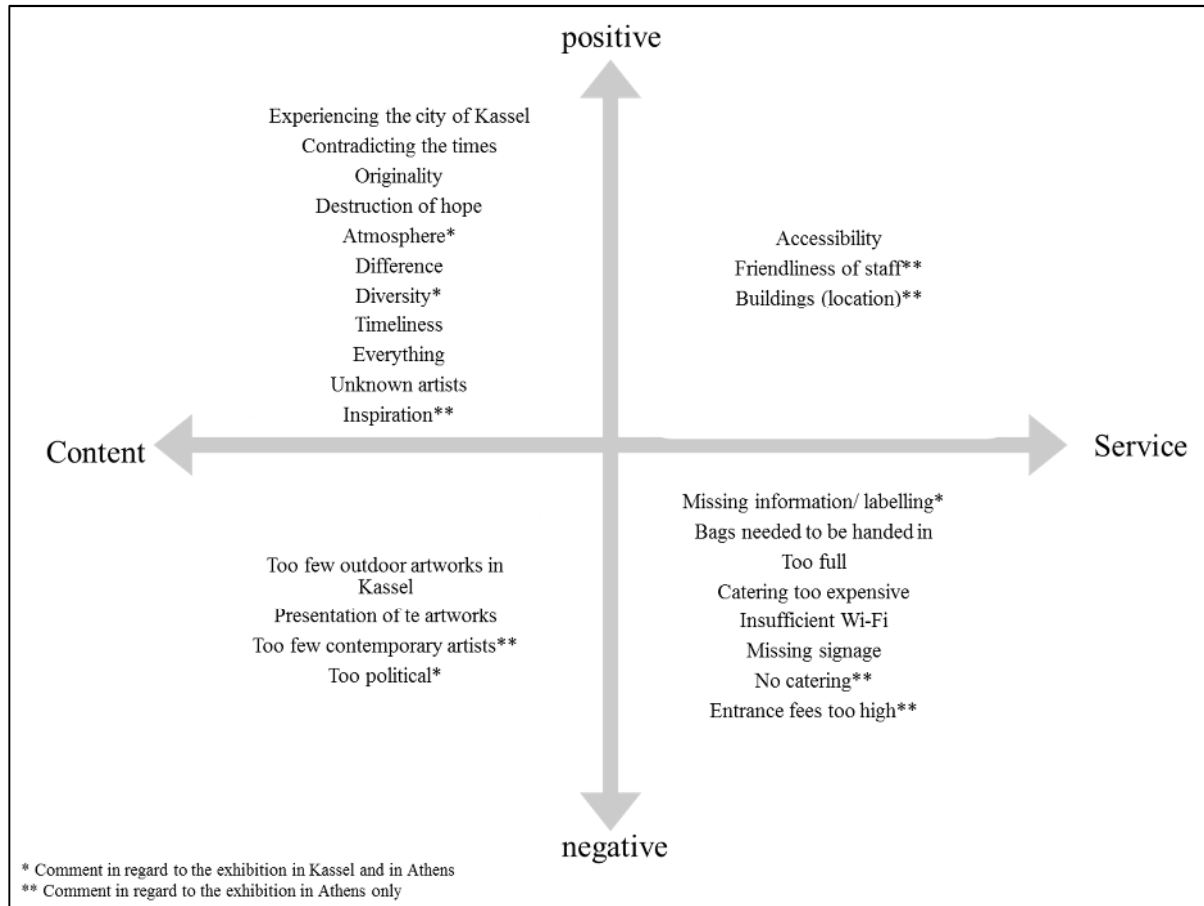 positive
Experiencing the city of Kassel
Contradicting the times
Originality
Destruction of hope
Atmosphere*
Difference
Diversity*
Timeliness
Everything
Unknown artists
Inspiration**
Accessibility
Friendliness of staff**
Buildings (location)**
Content
Service
Too few outdoor artworks in
Kassel
Presentation of te artworks
Too few contemporary artists**
Too political*
Missing information/ labelling*
Bags needed to be handed in
Too full
Catering too expensive
Insufficient Wi-Fi
Missing signage
No catering**
Entrance fees too high**
negative
* Comment in regard to the exhibition in Kassel and in Athens
** Comment in regard to the exhibition in Athens only